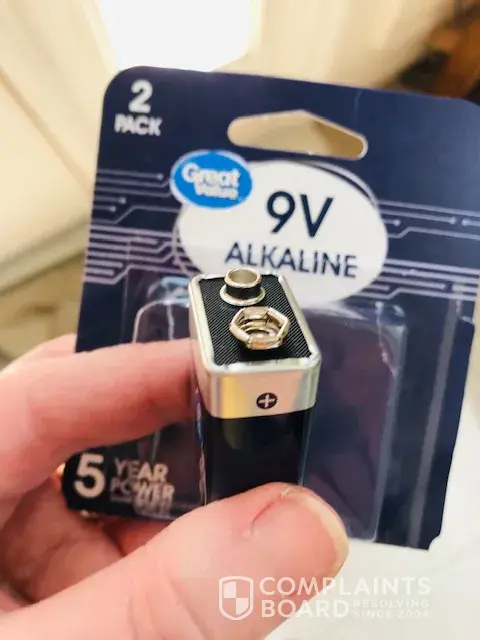 2
PACK
Great
Value
9V
ALKALINE
+
5 YEAR
POWER
COMPLAINTS
BOARD RESOLVING
SINCE 2004